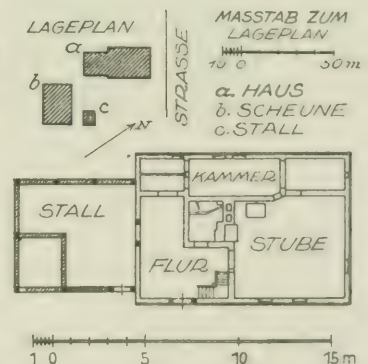 LAGEPLAN
a
b
c
N
STRASSE
MASSTAB ZUM
LAGEPLAN
10 0 50 m
a. HAUS
b. SCHEUNE
c. STALL
KAMMER
STALL
STUBE
FLUR
1 0 5 10 15 m